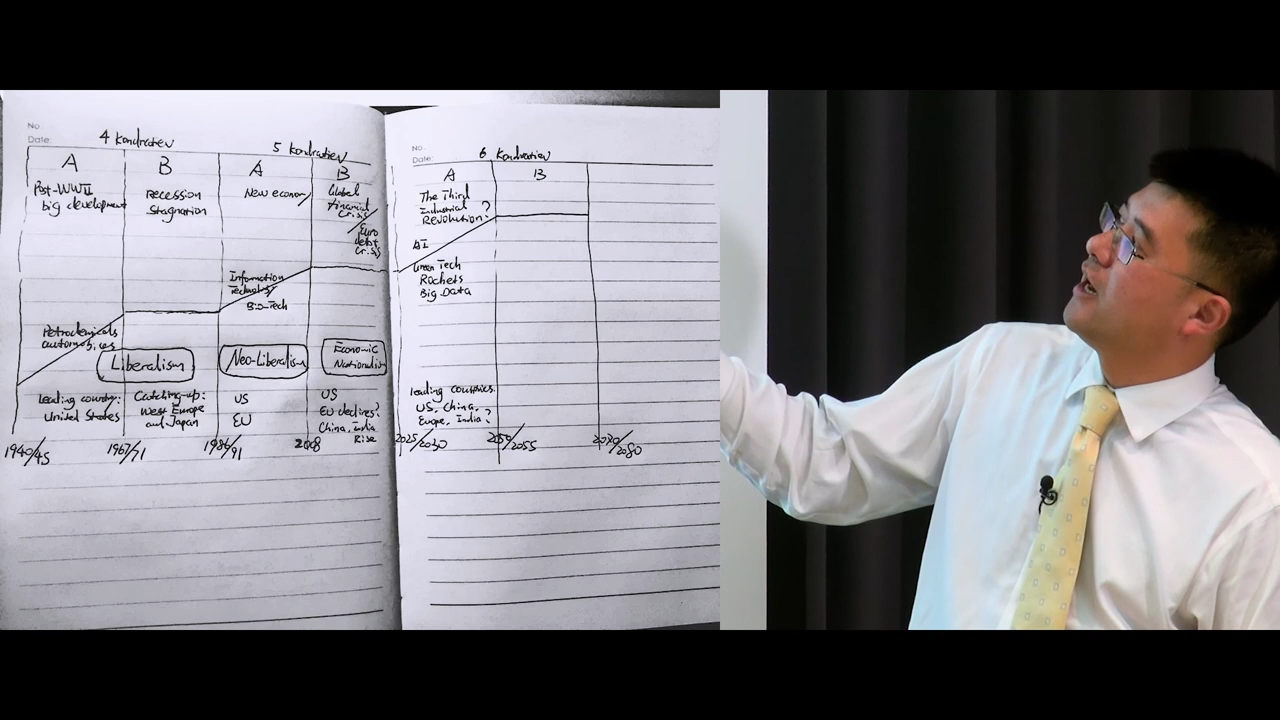 No.
Date:
4 Kondratiev
5 Kondratiev
A
B
A
B
Post-WWII
big development
Recession
Stagnation
New economy
Global
Financial
Crisis
Euro
debt
Crisis
Information
Technology
Bio-Tech
Petrochemicals
automotives
Liberalism
Neo-Liberalism
Economic
Nationalism
Leading country:
United States
Catching-up:
West Europe
and Japan
US
EU
US
EU declines?
China, India
Rise
1940/45
1967/71
1986/91
2008
No.
Date:
6 Kondratiev
A
B
The Third
Industrial ?
Revolution?
AI
Green Tech
Rockets
Big Data
Leading countries
US, China,
Europe, India?
2025/2030
2050/2055
2070/2080